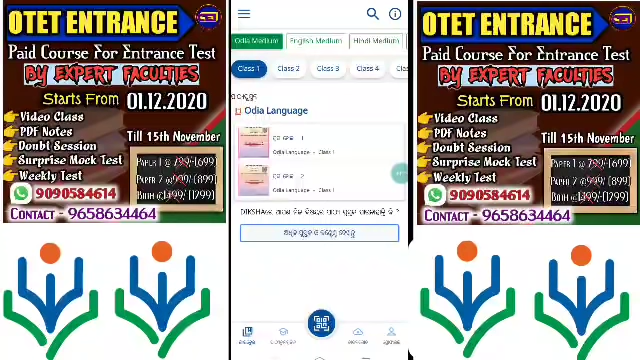 OTET ENTRANCE
Paid Course For Entrance Test
BY EXPERT FACULTIES
Starts From 01.12.2020
Video Class
PDF Notes
Doubt Session
Surprise Mock Test
Weekly Test
Till 15th November
PAPER 1 @ 799/-(699)
PAPER 2 @ 999/-(899)
BOTH @1499/-(1299)
9090584614
CONTACT - 9658634464
Odia Medium
English Medium
Hindi Medium
Class 1
Class 2
Class 3
Class 4
Odia Language
Odia Language - Class I
Odia Language - Class I
OTET ENTRANCE
Paid Course For Entrance Test
BY EXPERT FACULTIES
Starts From 01.12.2020
Video Class
PDF Notes
Doubt Session
Surprise Mock Test
Weekly Test
Till 15th November
PAPER 1 @ 799/-(699)
PAPER 2 @ 999/-(899)
BOTH @1499/-(1299)
9090584614
CONTACT - 9658634464